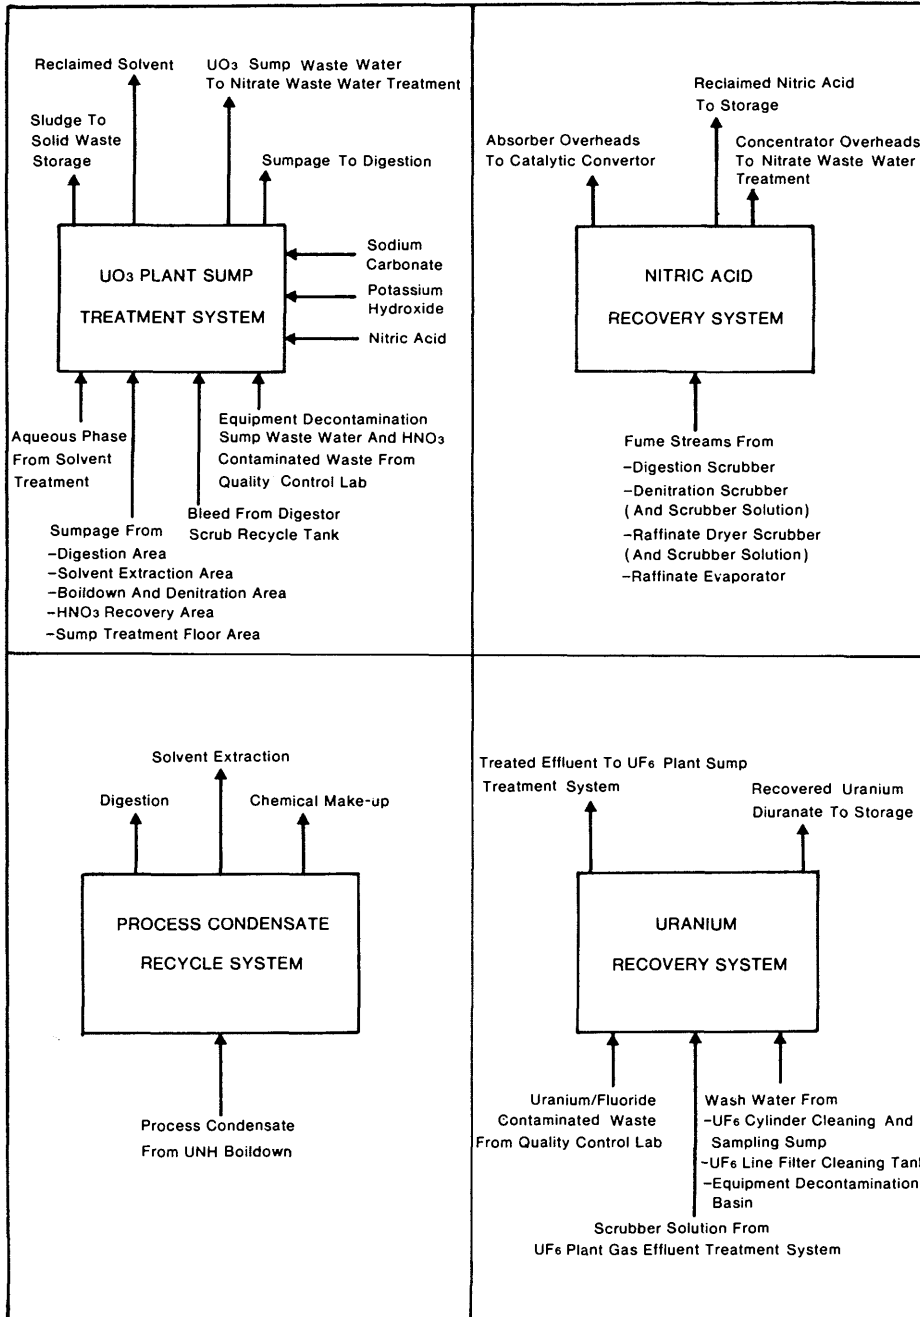 Reclaimed Solvent
UO3 Sump Waste Water
To Nitrate Waste Water Treatment
Sludge To
Solid Waste
Storage
Sumpage To Digestion
UO3 PLANT SUMP
TREATMENT SYSTEM
Sodium
Carbonate
Potassium
Hydroxide
Nitric Acid
Aqueous Phase
From Solvent
Treatment
Equipment Decontamination
Sump Waste Water And HNO3
Contaminated Waste From
Quality Control Lab
Bleed From Digestor
Scrub Recycle Tank
Sumpage From
-Digestion Area
-Solvent Extraction Area
-Boildown And Denitration Area
-HNO3 Recovery Area
-Sump Treatment Floor Area
Reclaimed Nitric Acid
To Storage
Absorber Overheads
To Catalytic Convertor
Concentrator Overheads
To Nitrate Waste Water
Treatment
NITRIC ACID
RECOVERY SYSTEM
Fume Streams From
-Digestion Scrubber
-Denitration Scrubber
(And Scrubber Solution)
-Raffinate Dryer Scrubber
(And Scrubber Solution)
-Raffinate Evaporator
Solvent Extraction
Digestion
Chemical Make-up
PROCESS CONDENSATE
RECYCLE SYSTEM
Process Condensate
From UNH Boildown
Treated Effluent To UF6 Plant Sump
Treatment System
Recovered Uranium
Diuranate To Storage
URANIUM
RECOVERY SYSTEM
Uranium/Fluoride
Contaminated Waste
From Quality Control Lab
Wash Water From
-UF6 Cylinder Cleaning And
Sampling Sump
-UF6 Line Filter Cleaning Tank
-Equipment Decontamination
Basin
Scrubber Solution From
UF6 Plant Gas Effluent Treatment System